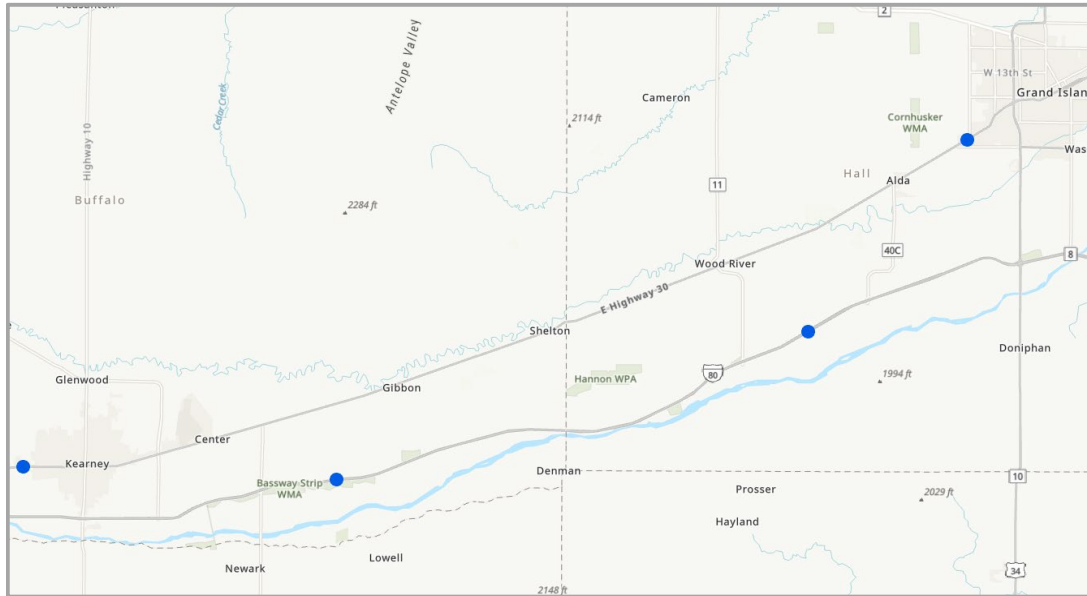 Pleasanton
2
W 13th St
Grand Islan
Cedar Creek
Antelope Valley
Cameron
2114 ft
Cornhusker
WMA
Highway 10
Was
Hall
Alda
11
Buffalo
2284 ft
40C
Wood River
8
E Highway 30
Shelton
Doniphan
80
Hannon WPA
1994 ft
Glenwood
Gibbon
Center
Kearney
Denman
10
Bassway Strip
WMA
Prosser
2029 ft
Hayland
Lowell
Newark
34
2148 ft